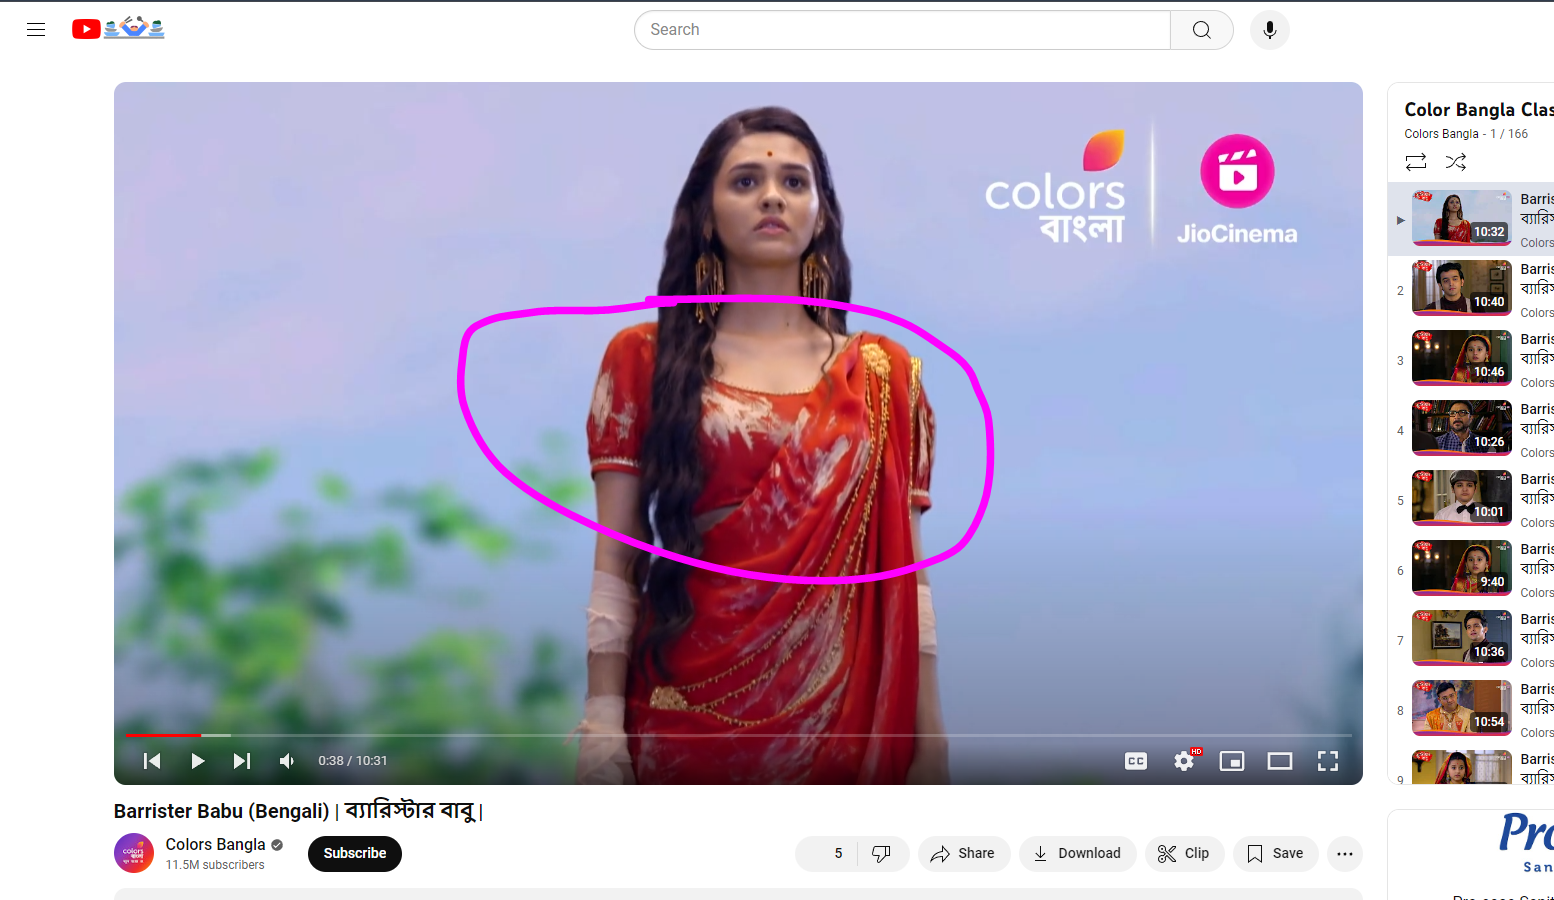 Search
colors
বাংলা
JioCinema
0:38 / 10:31
CC
HD
Barrister Babu (Bengali) | ব্যারিস্টার বাবু |
Colors Bangla
11.5M subscribers
Subscribe
5
Share
Download
Clip
Save
Color Bangla Clas
Colors Bangla - 1 / 166
Barris
ব্যারিস
10:32
Colors
2
Barris
ব্যারিস
10:40
Colors
3
Barris
ব্যারিস
10:46
Colors
4
Barris
ব্যারিস
10:26
Colors
5
Barris
ব্যারিস
10:01
Colors
6
Barris
ব্যারিস
9:40
Colors
7
Barris
ব্যারিস
10:36
Colors
8
Barris
ব্যারিস
10:54
Colors
9
Barris
ব্যারিস
Pro
San